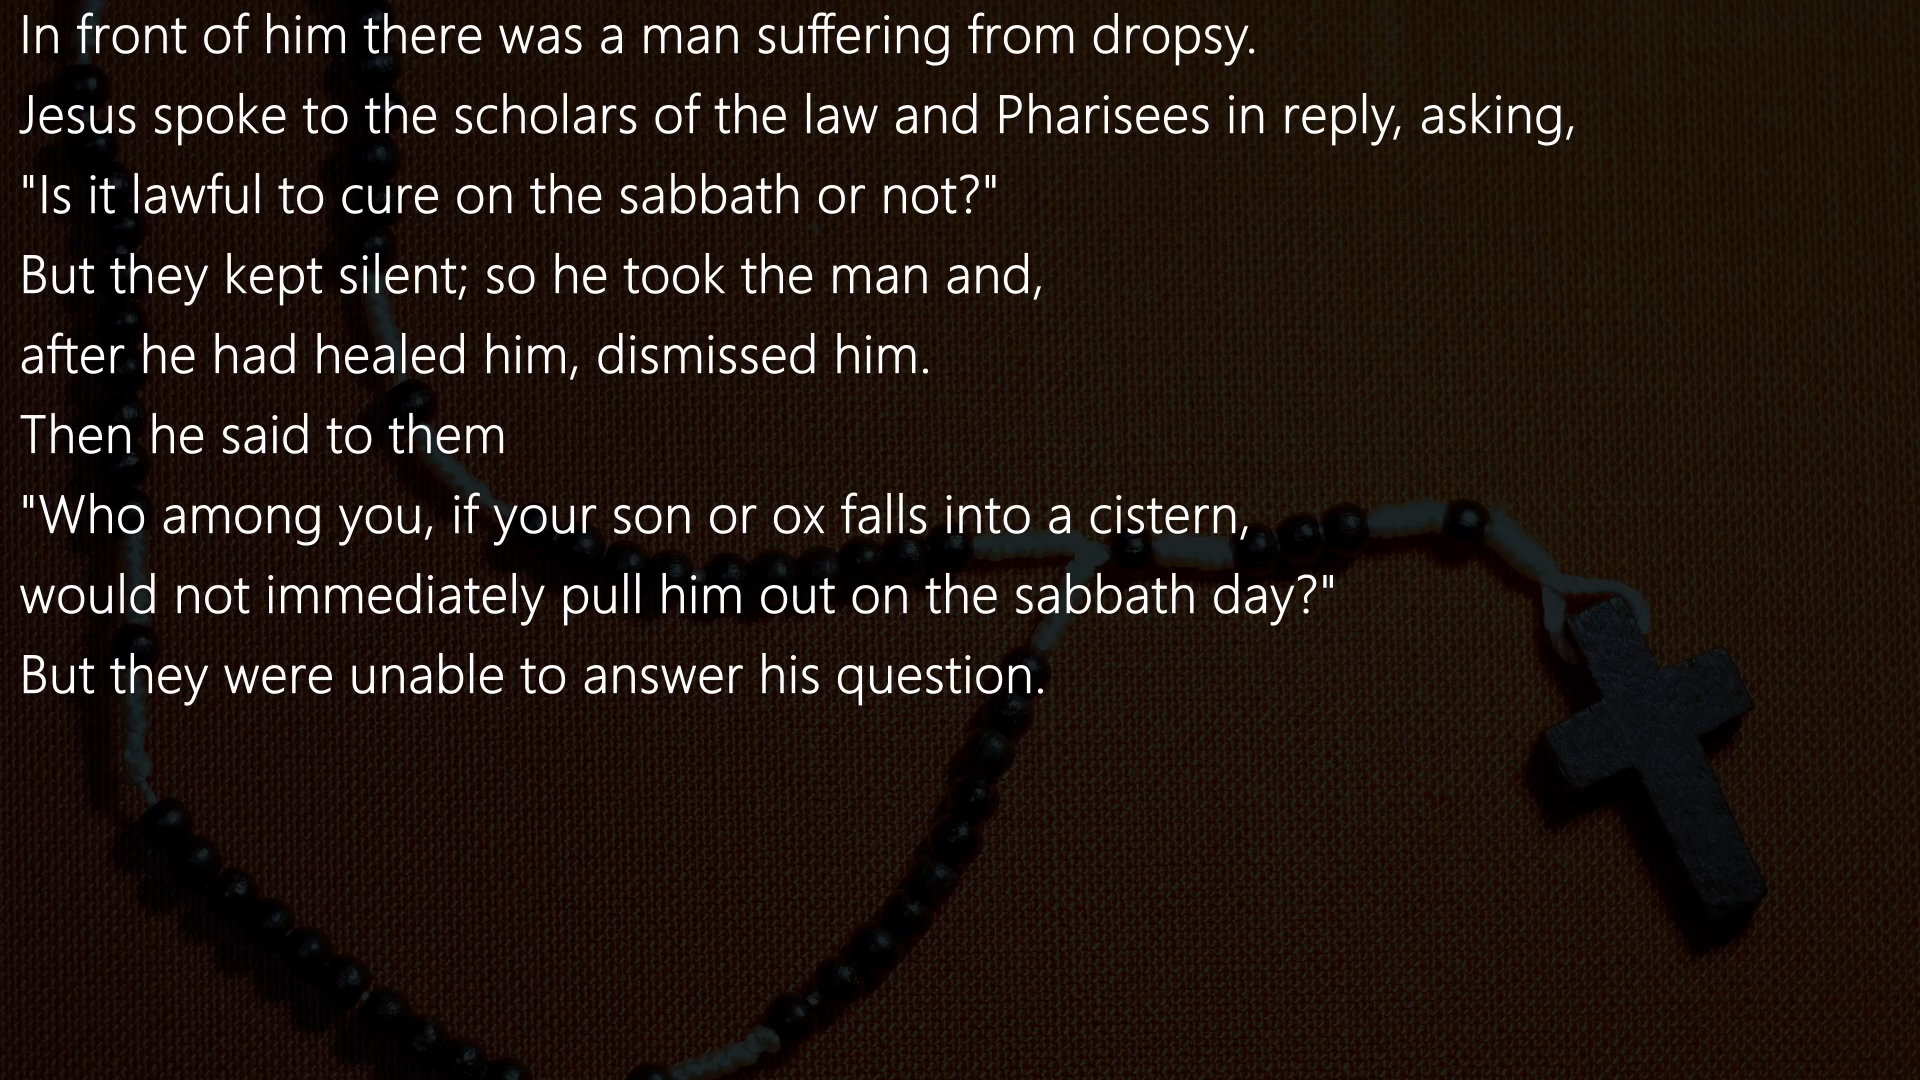 In front of him there was a man suffering from dropsy.
Jesus spoke to the scholars of the law and Pharisees in reply, asking,
"Is it lawful to cure on the sabbath or not?"
But they kept silent; so he took the man and,
after he had healed him, dismissed him.
Then he said to them
"Who among you, if your son or ox falls into a cistern,
would not immediately pull him out on the sabbath day?"
But they were unable to answer his question.